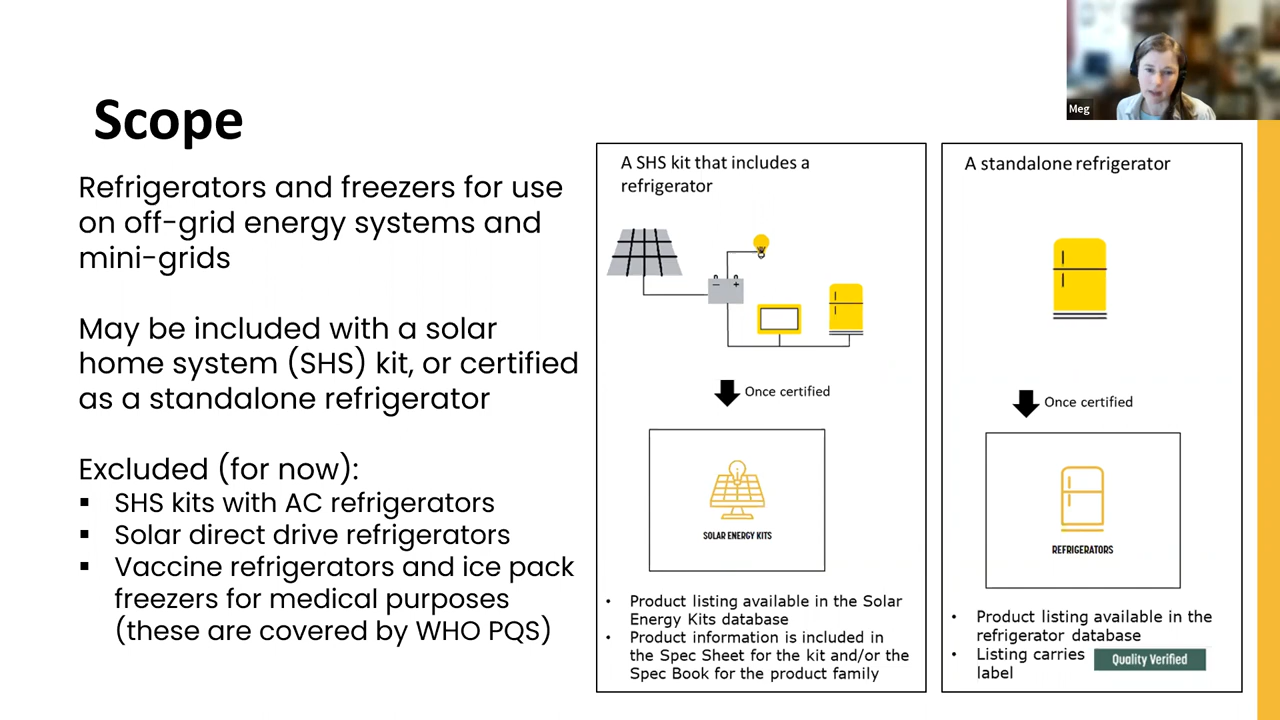 Meg
Scope
Refrigerators and freezers for use
on off-grid energy systems and
mini-grids
May be included with a solar
home system (SHS) kit, or certified
as a standalone refrigerator
Excluded (for now):
▪ SHS kits with AC refrigerators
▪ Solar direct drive refrigerators
▪ Vaccine refrigerators and ice pack
freezers for medical purposes
(these are covered by WHO PQS)
A SHS kit that includes a
refrigerator
- +
Once certified
SOLAR ENERGY KITS
• Product listing available in the Solar
Energy Kits database
• Product information is included in
the Spec Sheet for the kit and/or the
Spec Book for the product family
A standalone refrigerator
Once certified
REFRIGERATORS
• Product listing available in the
refrigerator database
• Listing carries Quality Verified
label